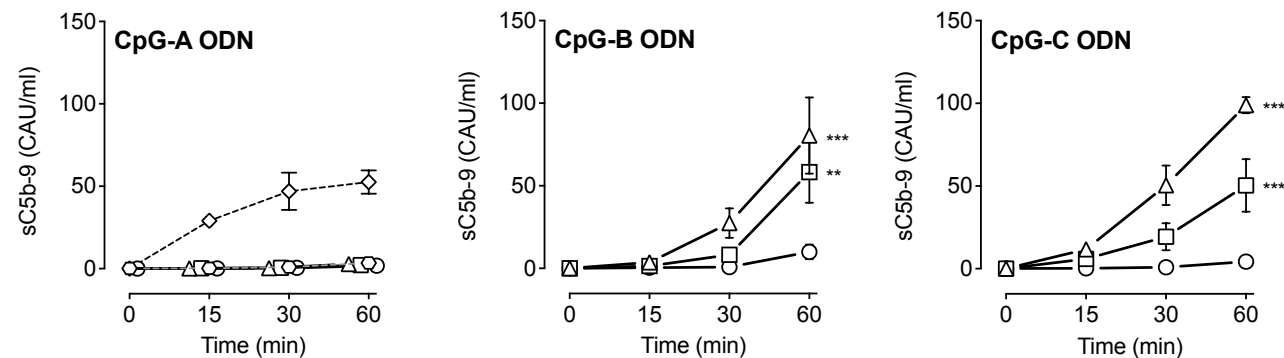 CpG-A ODN
sC5b-9 (CAU/ml)
150
100
50
0
0 15 30 60
Time (min)
CpG-B ODN
sC5b-9 (CAU/ml)
150
100
50
0
***
**
0 15 30 60
Time (min)
CpG-C ODN
sC5b-9 (CAU/ml)
150
100
50
0
***
***
0 15 30 60
Time (min)